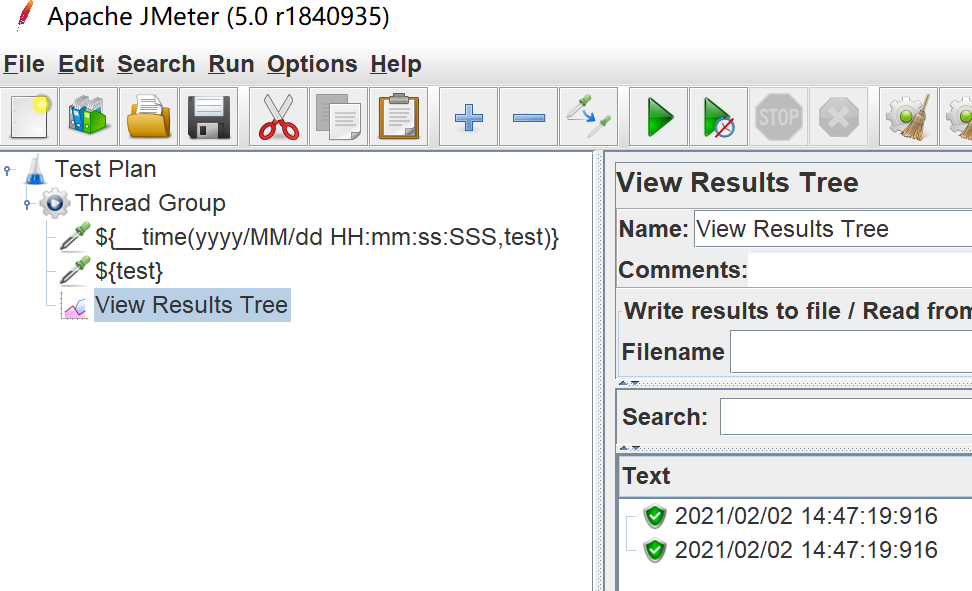 Apache JMeter (5.0 r1840935)
File Edit Search Run Options Help
STOP
Test Plan
Thread Group
${__time(yyyy/MM/dd HH:mm:ss:SSS,test)}
${test}
View Results Tree
View Results Tree
Name: View Results Tree
Comments:
Write results to file / Read from
Filename
Search:
Text
2021/02/02 14:47:19:916
2021/02/02 14:47:19:916